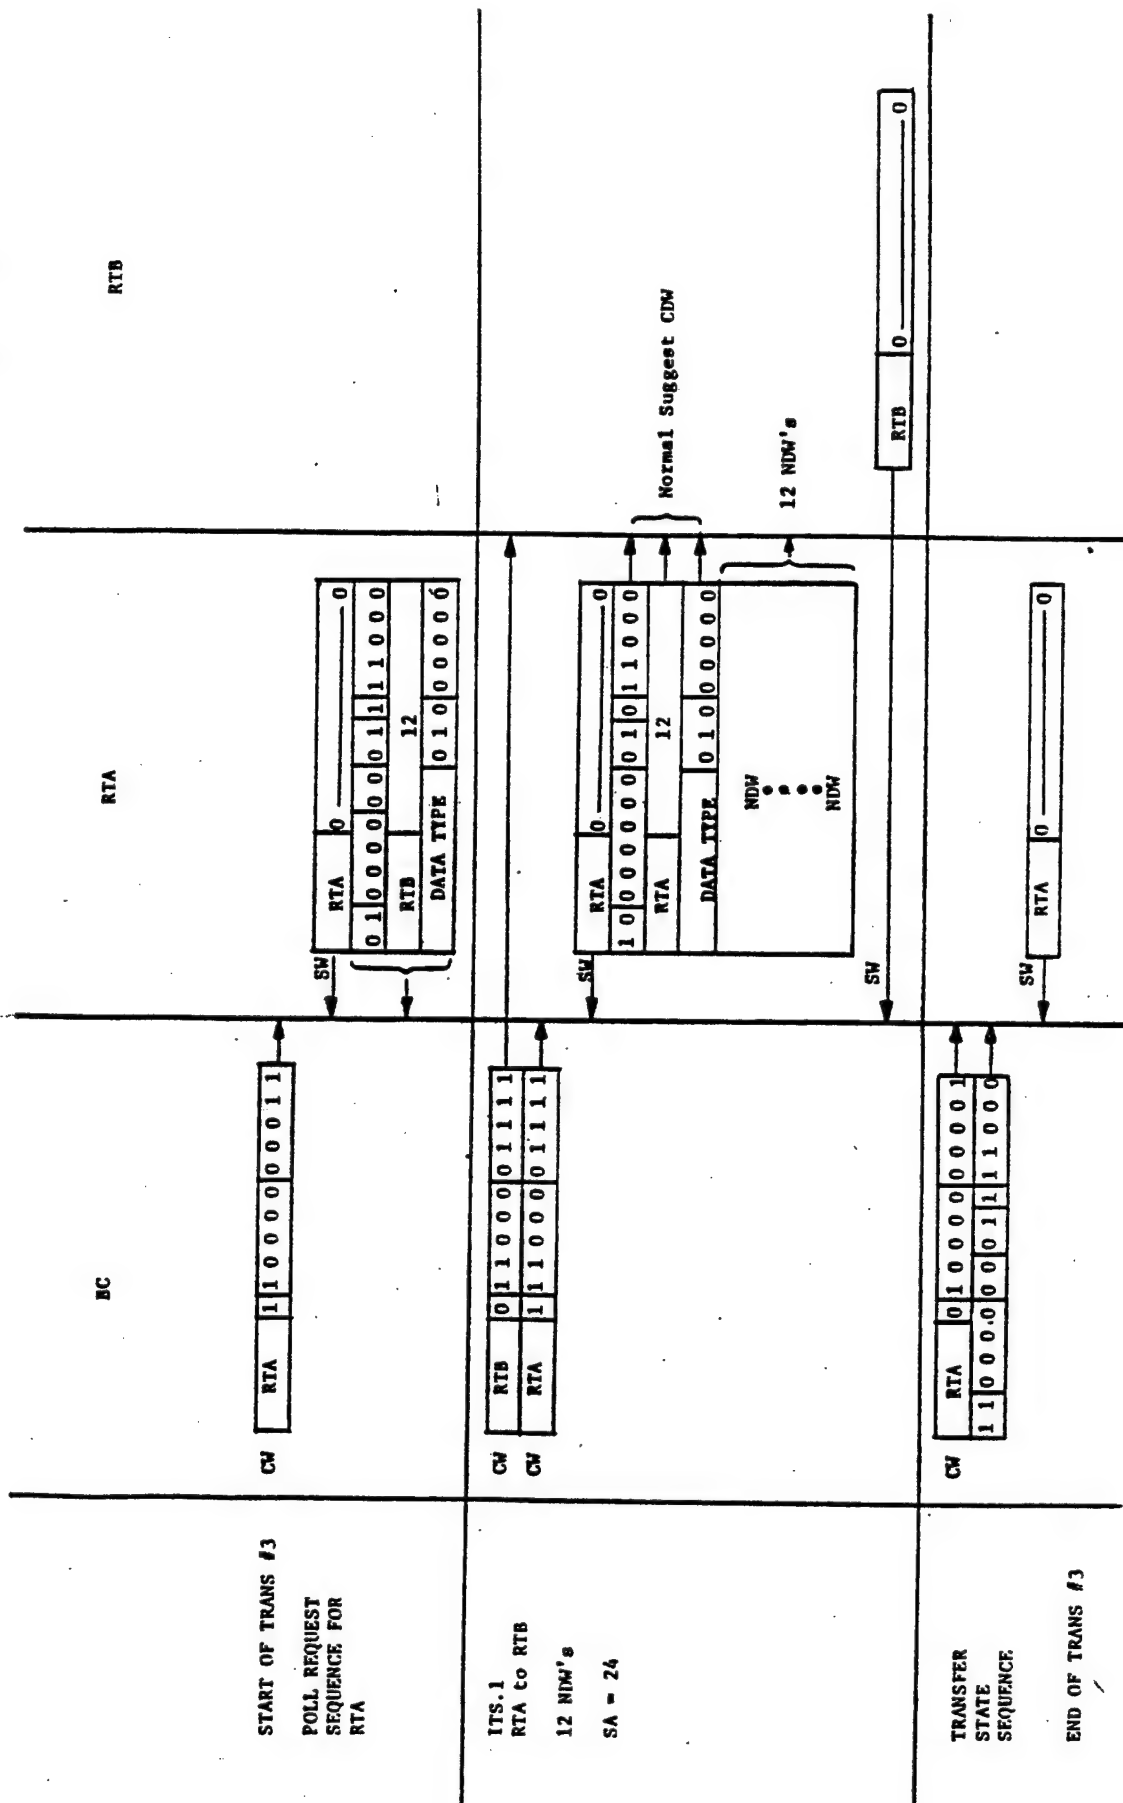 BC RTA RTB
START OF TRANS #3
CW RTA 1 1 0 0 0 0 0 0 0 1 1
POLL REQUEST
SEQUENCE FOR
RTA
SW RTA 0 0
0 1 0 0 0 0 0 0 0 1 1 1 1 0 0 0
RTB 12
DATA TYPE 0 1 0 0 0 0 0 0
ITS.1
RTA to RTB
12 NDW's
SA = 24
CW RTB 0 1 1 0 0 0 0 1 1 1 1
CW RTA 1 1 1 0 0 0 0 1 1 1 1
SW RTA 0 0
1 0 0 0 0 0 0 0 0 1 0 1 1 0 0 0
RTA 12
DATA TYPE 0 1 0 0 0 0 0 0
Normal Suggest CDW
NDW
NDW
12 NDW's
SW RTB 0 0
TRANSFER
STATE
SEQUENCE
CW RTA 0 1 0 0 0 0 0 0 0 0 1
1 1 0 0 0 0 0 0 0 1 1 1 1 0 0 0
SW RTA 0 0
END OF TRANS #3